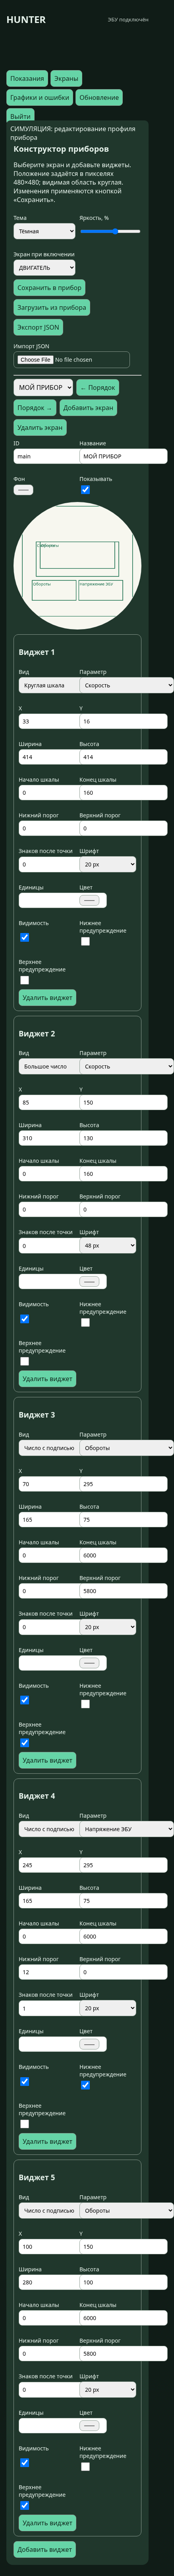 HUNTER
ЭБУ подключён
Показания
Экраны
Графики и ошибки
Обновление
Выйти
СИМУЛЯЦИЯ: редактирование профиля
прибора
Конструктор приборов
Выберите экран и добавьте виджеты.
Положение задаётся в пикселях
480×480; видимая область круглая.
Изменения применяются кнопкой
«Сохранить».
Тема
Яркость, %
Тёмная
Экран при включении
ДВИГАТЕЛЬ
Сохранить в прибор
Загрузить из прибора
Экспорт JSON
Импорт JSON
Choose File No file chosen
МОЙ ПРИБОР
← Порядок
Порядок →
Добавить экран
Удалить экран
ID
Название
main
МОЙ ПРИБОР
Фон
Показывать
Обороты
Напряжение ЭБУ
Виджет 1
Вид
Параметр
Круглая шкала
Скорость
X
Y
33
16
Ширина
Высота
414
414
Начало шкалы
Конец шкалы
0
160
Нижний порог
Верхний порог
0
0
Знаков после точки
Шрифт
0
20 px
Единицы
Цвет
Видимость
Нижнее
предупреждение
Верхнее
предупреждение
Удалить виджет
Виджет 2
Вид
Параметр
Большое число
Скорость
X
Y
85
150
Ширина
Высота
310
130
Начало шкалы
Конец шкалы
0
160
Нижний порог
Верхний порог
0
0
Знаков после точки
Шрифт
0
48 px
Единицы
Цвет
Видимость
Нижнее
предупреждение
Верхнее
предупреждение
Удалить виджет
Виджет 3
Вид
Параметр
Число с подписью
Обороты
X
Y
70
295
Ширина
Высота
165
75
Начало шкалы
Конец шкалы
0
6000
Нижний порог
Верхний порог
0
5800
Знаков после точки
Шрифт
0
20 px
Единицы
Цвет
Видимость
Нижнее
предупреждение
Верхнее
предупреждение
Удалить виджет
Виджет 4
Вид
Параметр
Число с подписью
Напряжение ЭБУ
X
Y
245
295
Ширина
Высота
165
75
Начало шкалы
Конец шкалы
0
6000
Нижний порог
Верхний порог
12
0
Знаков после точки
Шрифт
1
20 px
Единицы
Цвет
Видимость
Нижнее
предупреждение
Верхнее
предупреждение
Удалить виджет
Виджет 5
Вид
Параметр
Число с подписью
Обороты
X
Y
100
150
Ширина
Высота
280
100
Начало шкалы
Конец шкалы
0
6000
Нижний порог
Верхний порог
0
5800
Знаков после точки
Шрифт
0
20 px
Единицы
Цвет
Видимость
Нижнее
предупреждение
Верхнее
предупреждение
Удалить виджет
Добавить виджет